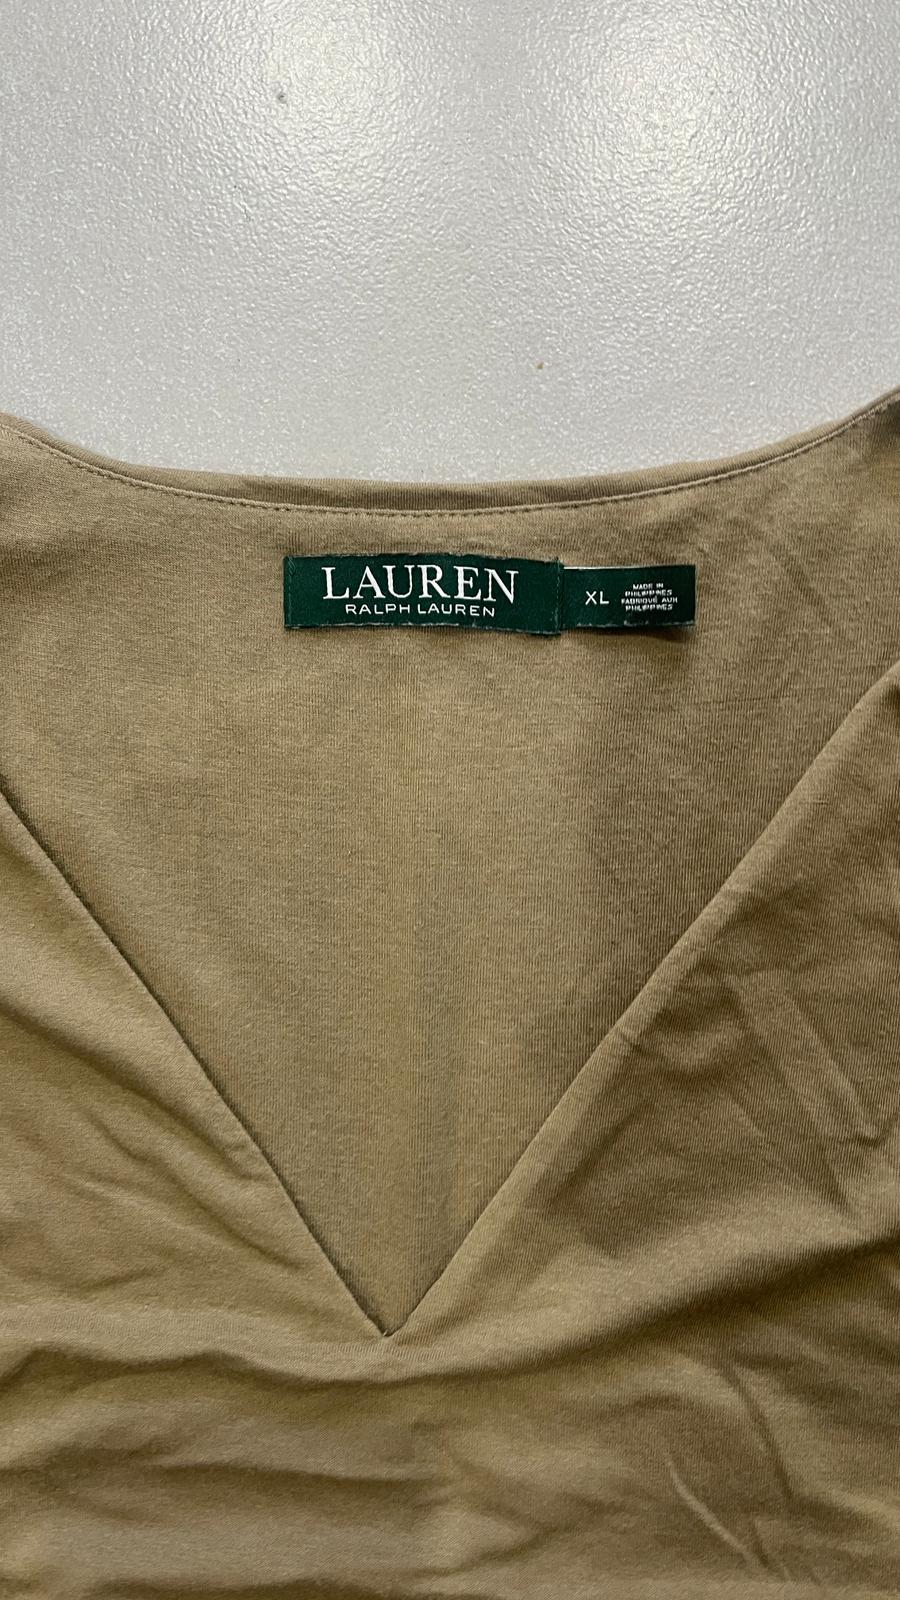 LAUREN
RALPH LAUREN
XL
MADE IN
PHILIPPINES
FABRIQUÉ AUX
PHILIPPINES